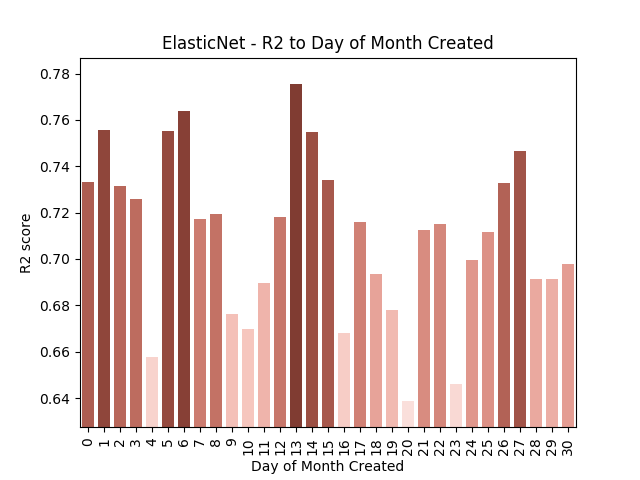 ElasticNet - R2 to Day of Month Created
R2 score
0.78
0.76
0.74
0.72
0.70
0.68
0.66
0.64
0 1 2 3 4 5 6 7 8 9 10 11 12 13 14 15 16 17 18 19 20 21 22 23 24 25 26 27 28 29 30
Day of Month Created